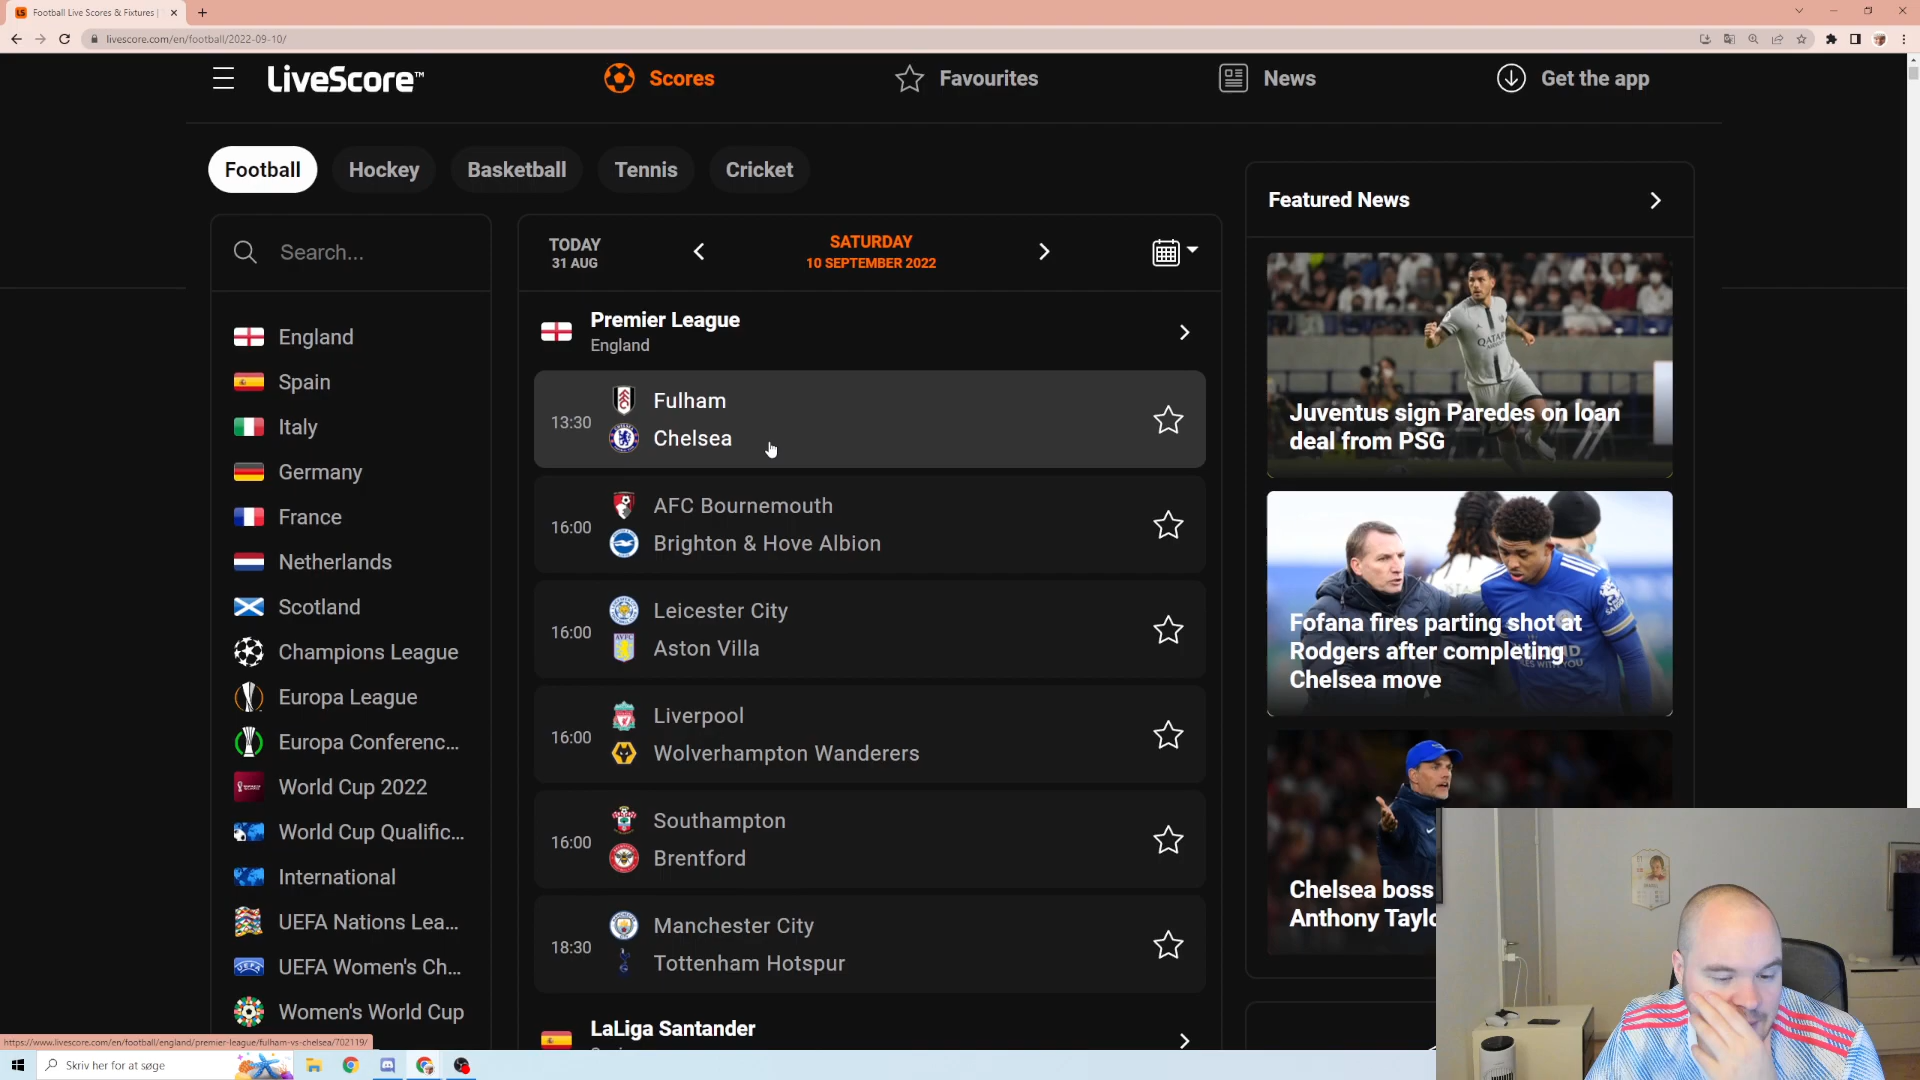 Football Live Scores & Fixtures |
livescore.com/en/football/2022-09-10/
LiveScore™
Scores
Favourites
News
Get the app
Football
Hockey
Basketball
Tennis
Cricket
Search...
England
Spain
Italy
Germany
France
Netherlands
Scotland
Champions League
Europa League
Europa Conferenc...
World Cup 2022
World Cup Qualific...
International
UEFA Nations Lea...
UEFA Women's Ch...
Women's World Cup
TODAY
31 AUG
SATURDAY
10 SEPTEMBER 2022
Premier League
England
13:30
Fulham
Chelsea
16:00
AFC Bournemouth
Brighton & Hove Albion
16:00
Leicester City
Aston Villa
16:00
Liverpool
Wolverhampton Wanderers
16:00
Southampton
Brentford
18:30
Manchester City
Tottenham Hotspur
LaLiga Santander
Featured News
Juventus sign Paredes on loan
deal from PSG
Fofana fires parting shot at
Rodgers after completing
Chelsea move
Chelsea boss
Anthony Taylo
https://www.livescore.com/en/football/england/premier-league/fulham-vs-chelsea/702119/
Skriv her for at søge